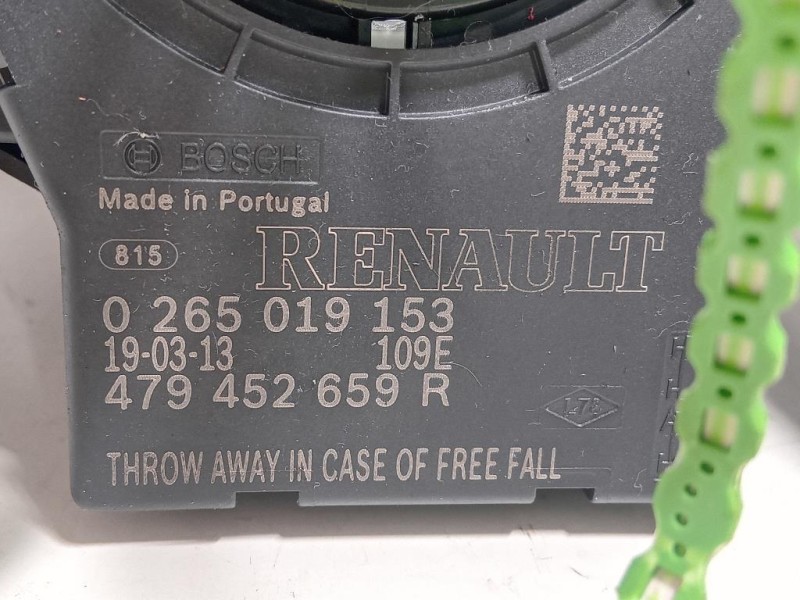 BOSCH
Made in Portugal
815 RENAULT
0 265 019 153
19-03-13 109E
479 452 659 R
THROW AWAY IN CASE OF FREE FALL